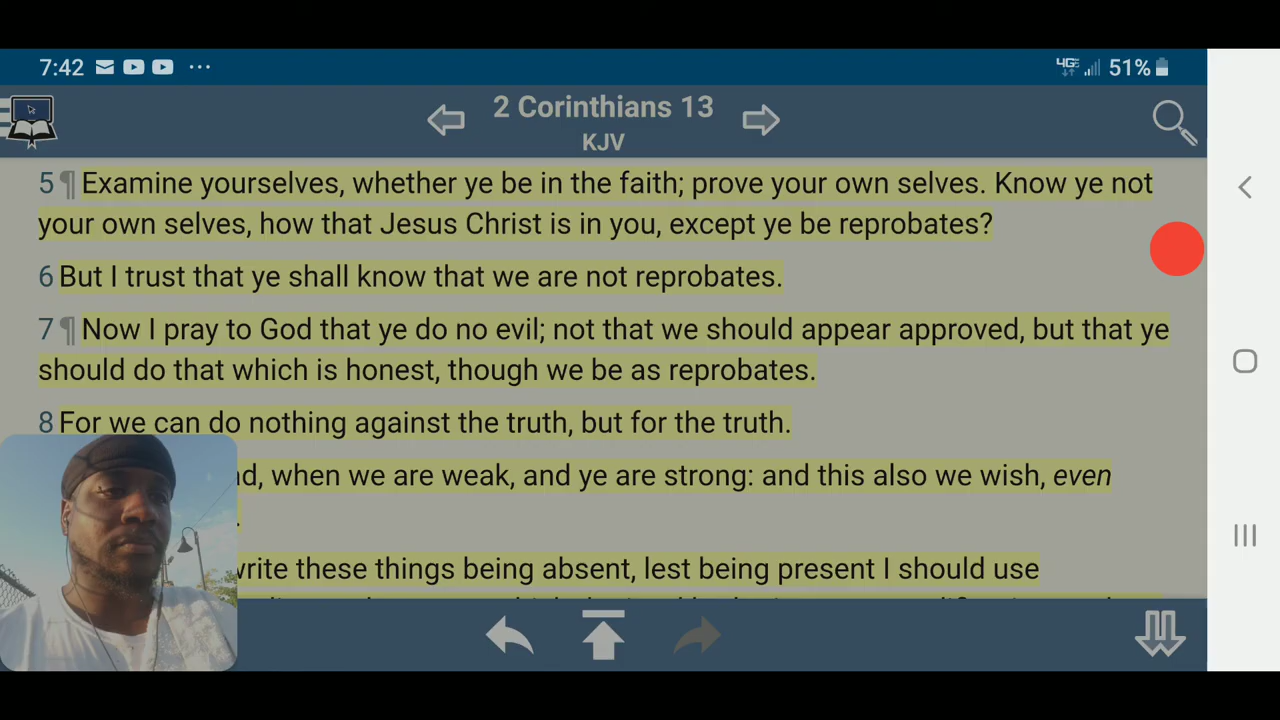 7:42 ... 4GE 51%
2 Corinthians 13
KJV
5 ¶ Examine yourselves, whether ye be in the faith; prove your own selves. Know ye not
your own selves, how that Jesus Christ is in you, except ye be reprobates?
6 But I trust that ye shall know that we are not reprobates.
7 ¶ Now I pray to God that ye do no evil; not that we should appear approved, but that ye
should do that which is honest, though we be as reprobates.
8 For we can do nothing against the truth, but for the truth.
when we are weak, and ye are strong: and this also we wish, even
write these things being absent, lest being present I should use